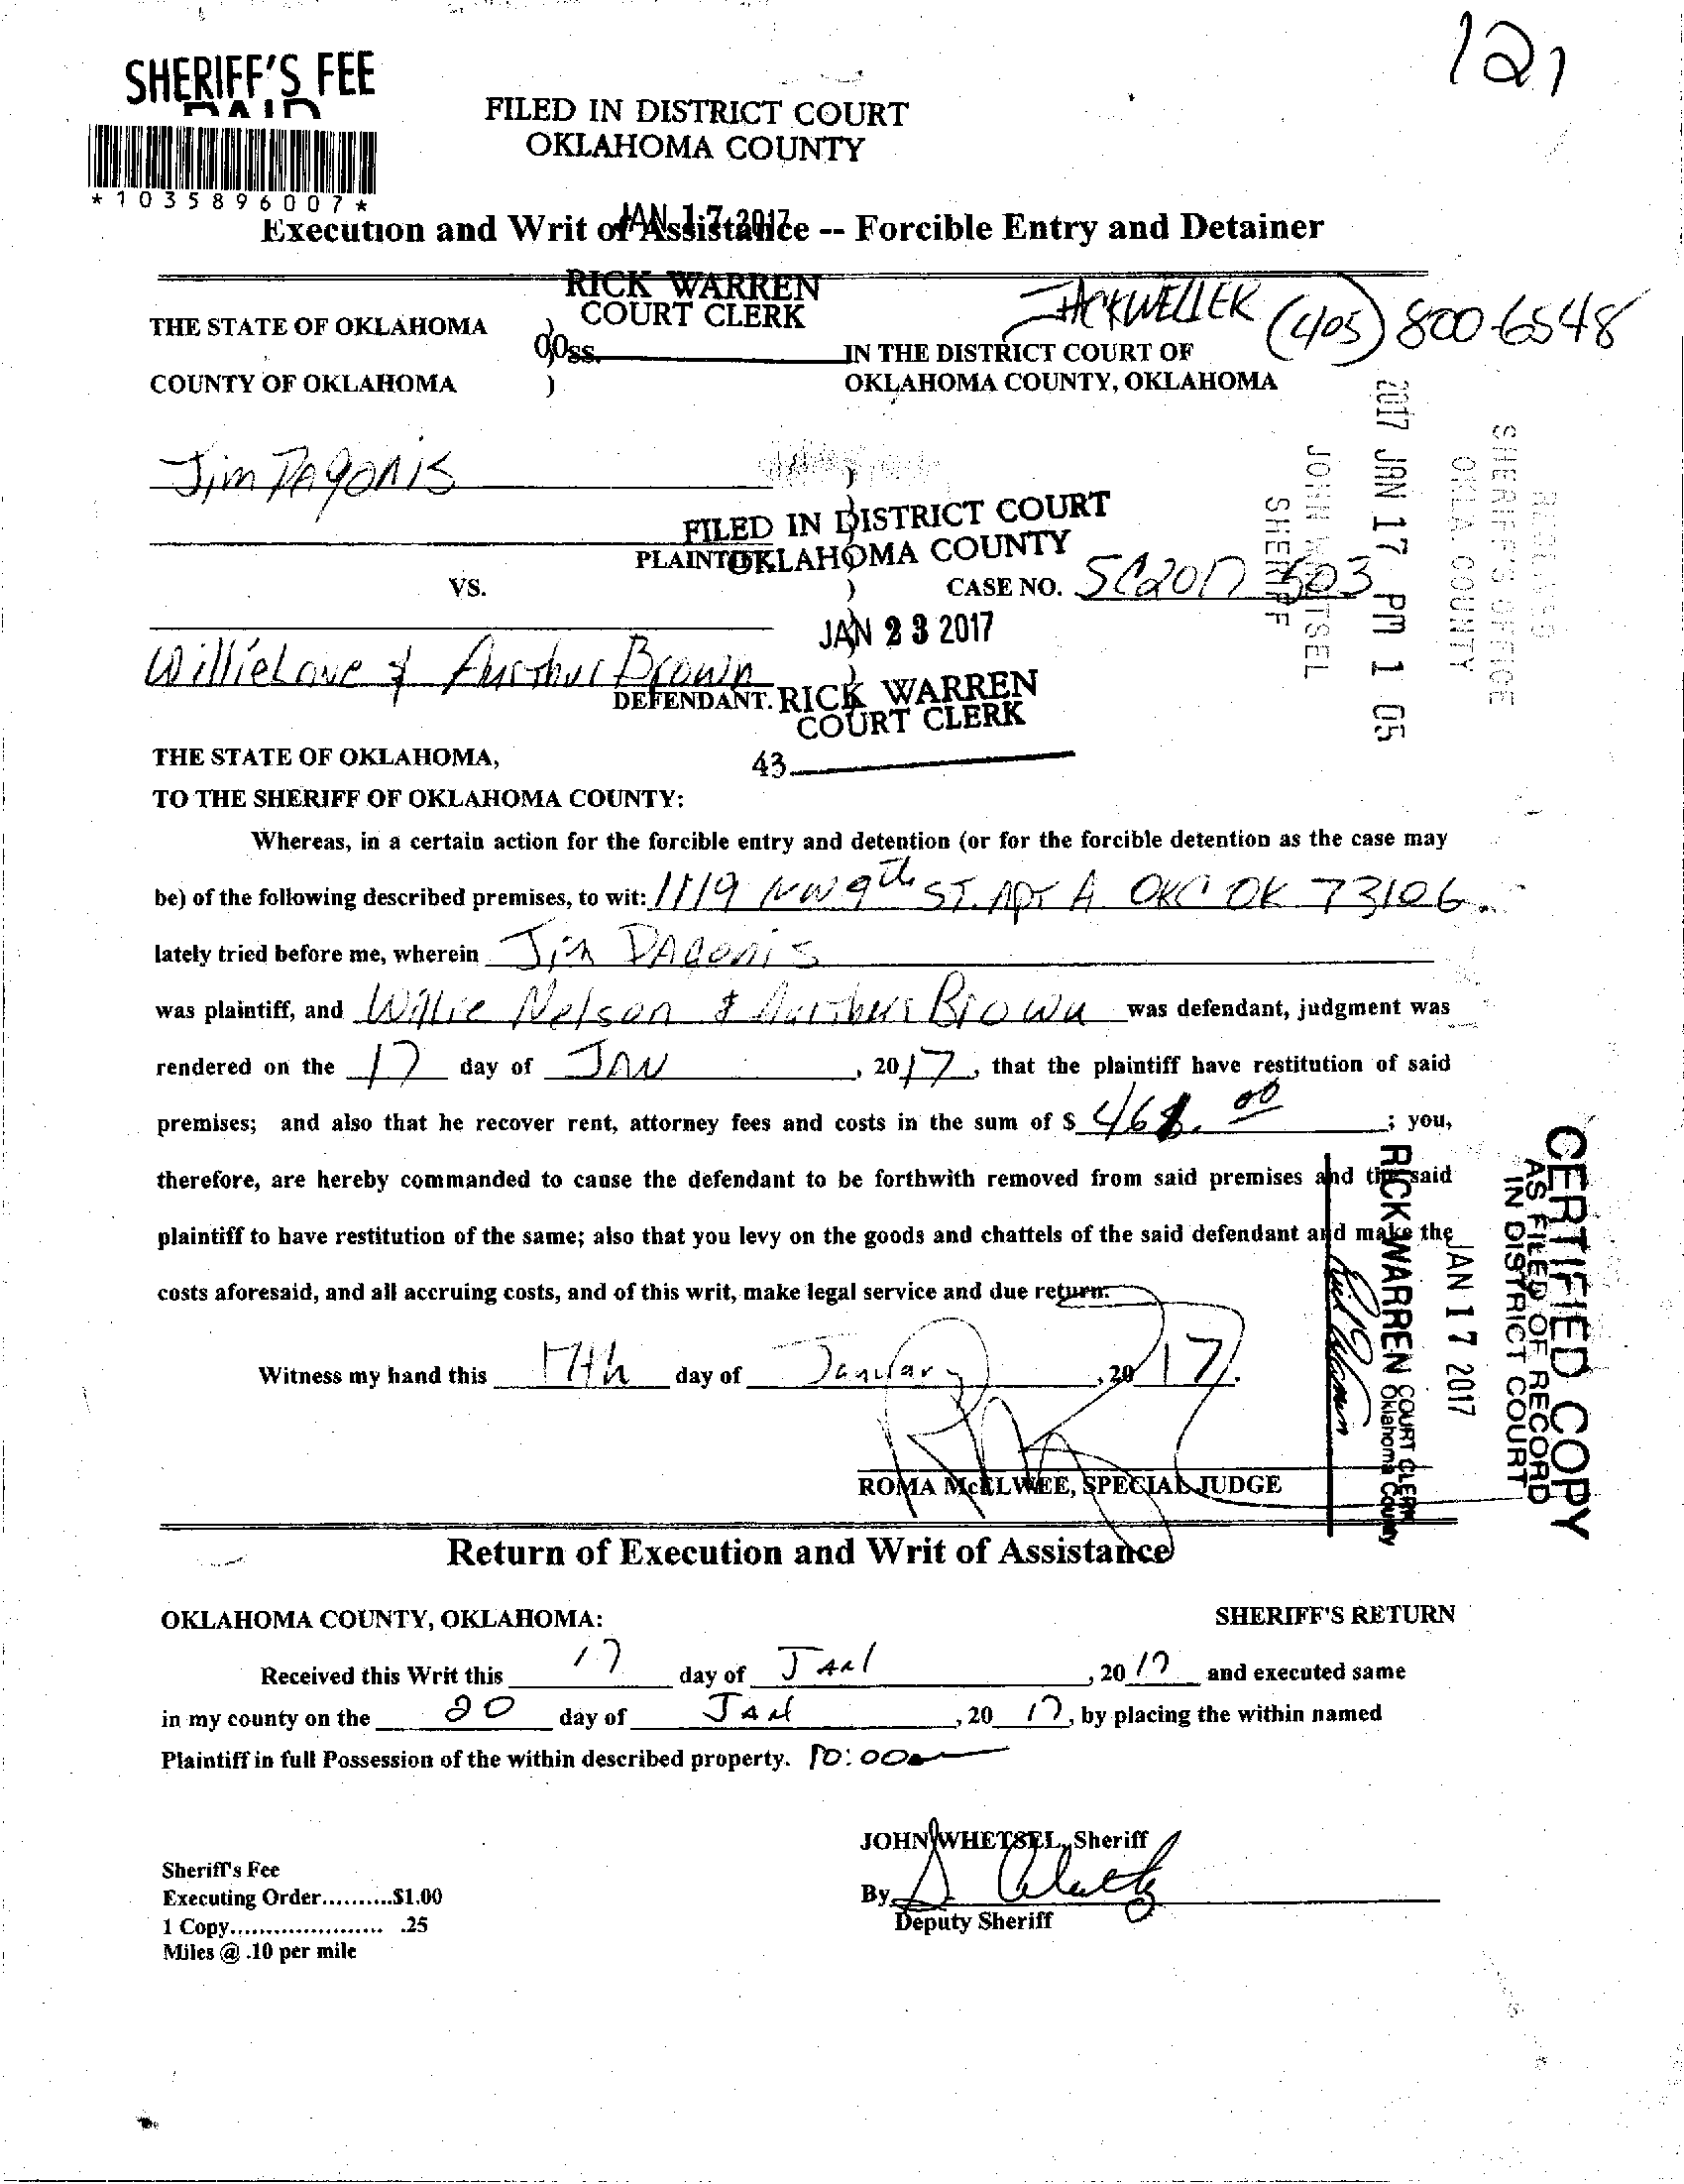 121
SHERIFF'S FEE
PAID
*1035896007*
FILED IN DISTRICT COURT
OKLAHOMA COUNTY
JAN 17 2017
Execution and Writ of Assistance -- Forcible Entry and Detainer
RICK WARREN
COURT CLERK
JACKWELLER (405) 800-6548
THE STATE OF OKLAHOMA )
) ss. IN THE DISTRICT COURT OF
COUNTY OF OKLAHOMA ) OKLAHOMA COUNTY, OKLAHOMA
SHERIFF'S OFFICE
OKLA. COUNTY
2017 JAN 17 PM 1 05
JOHN WHETSEL
SHERIFF
Jim Dagonis )
FILED IN DISTRICT COURT
OKLAHOMA COUNTY
PLAINTIFF )
VS. ) CASE NO. SC2017 503
JAN 23 2017
WillieLove & Aurthur Brown
DEFENDANT.
RICK WARREN
COURT CLERK
43
THE STATE OF OKLAHOMA,
TO THE SHERIFF OF OKLAHOMA COUNTY:
Whereas, in a certain action for the forcible entry and detention (or for the forcible detention as the case may
be) of the following described premises, to wit: 1119 NW 9th ST. APT A OKC OK 73106
lately tried before me, wherein Jim DAGONIS
was plaintiff, and Willie Nelson & Aurthur Brown was defendant, judgment was
rendered on the 17 day of JAN , 2017, that the plaintiff have restitution of said
premises; and also that he recover rent, attorney fees and costs in the sum of $ 468.00 ; you,
therefore, are hereby commanded to cause the defendant to be forthwith removed from said premises and the said
plaintiff to have restitution of the same; also that you levy on the goods and chattels of the said defendant and make the
costs aforesaid, and all accruing costs, and of this writ, make legal service and due return.
Witness my hand this 17th day of January , 20 17.
ROMA McELWEE, SPECIAL JUDGE
CERTIFIED COPY
AS FILED OF RECORD
IN DISTRICT COURT
JAN 17 2017
RICK WARREN COURT CLERK
Oklahoma County
Return of Execution and Writ of Assistance
OKLAHOMA COUNTY, OKLAHOMA: SHERIFF'S RETURN
Received this Writ this 17 day of JAN , 20 17 and executed same
in my county on the 20 day of JAN , 20 17, by placing the within named
Plaintiff in full Possession of the within described property. 10:00
JOHN WHETSEL, Sheriff
By
Deputy Sheriff
Sheriff's Fee
Executing Order..........$1.00
1 Copy...................... .25
Miles @ .10 per mile